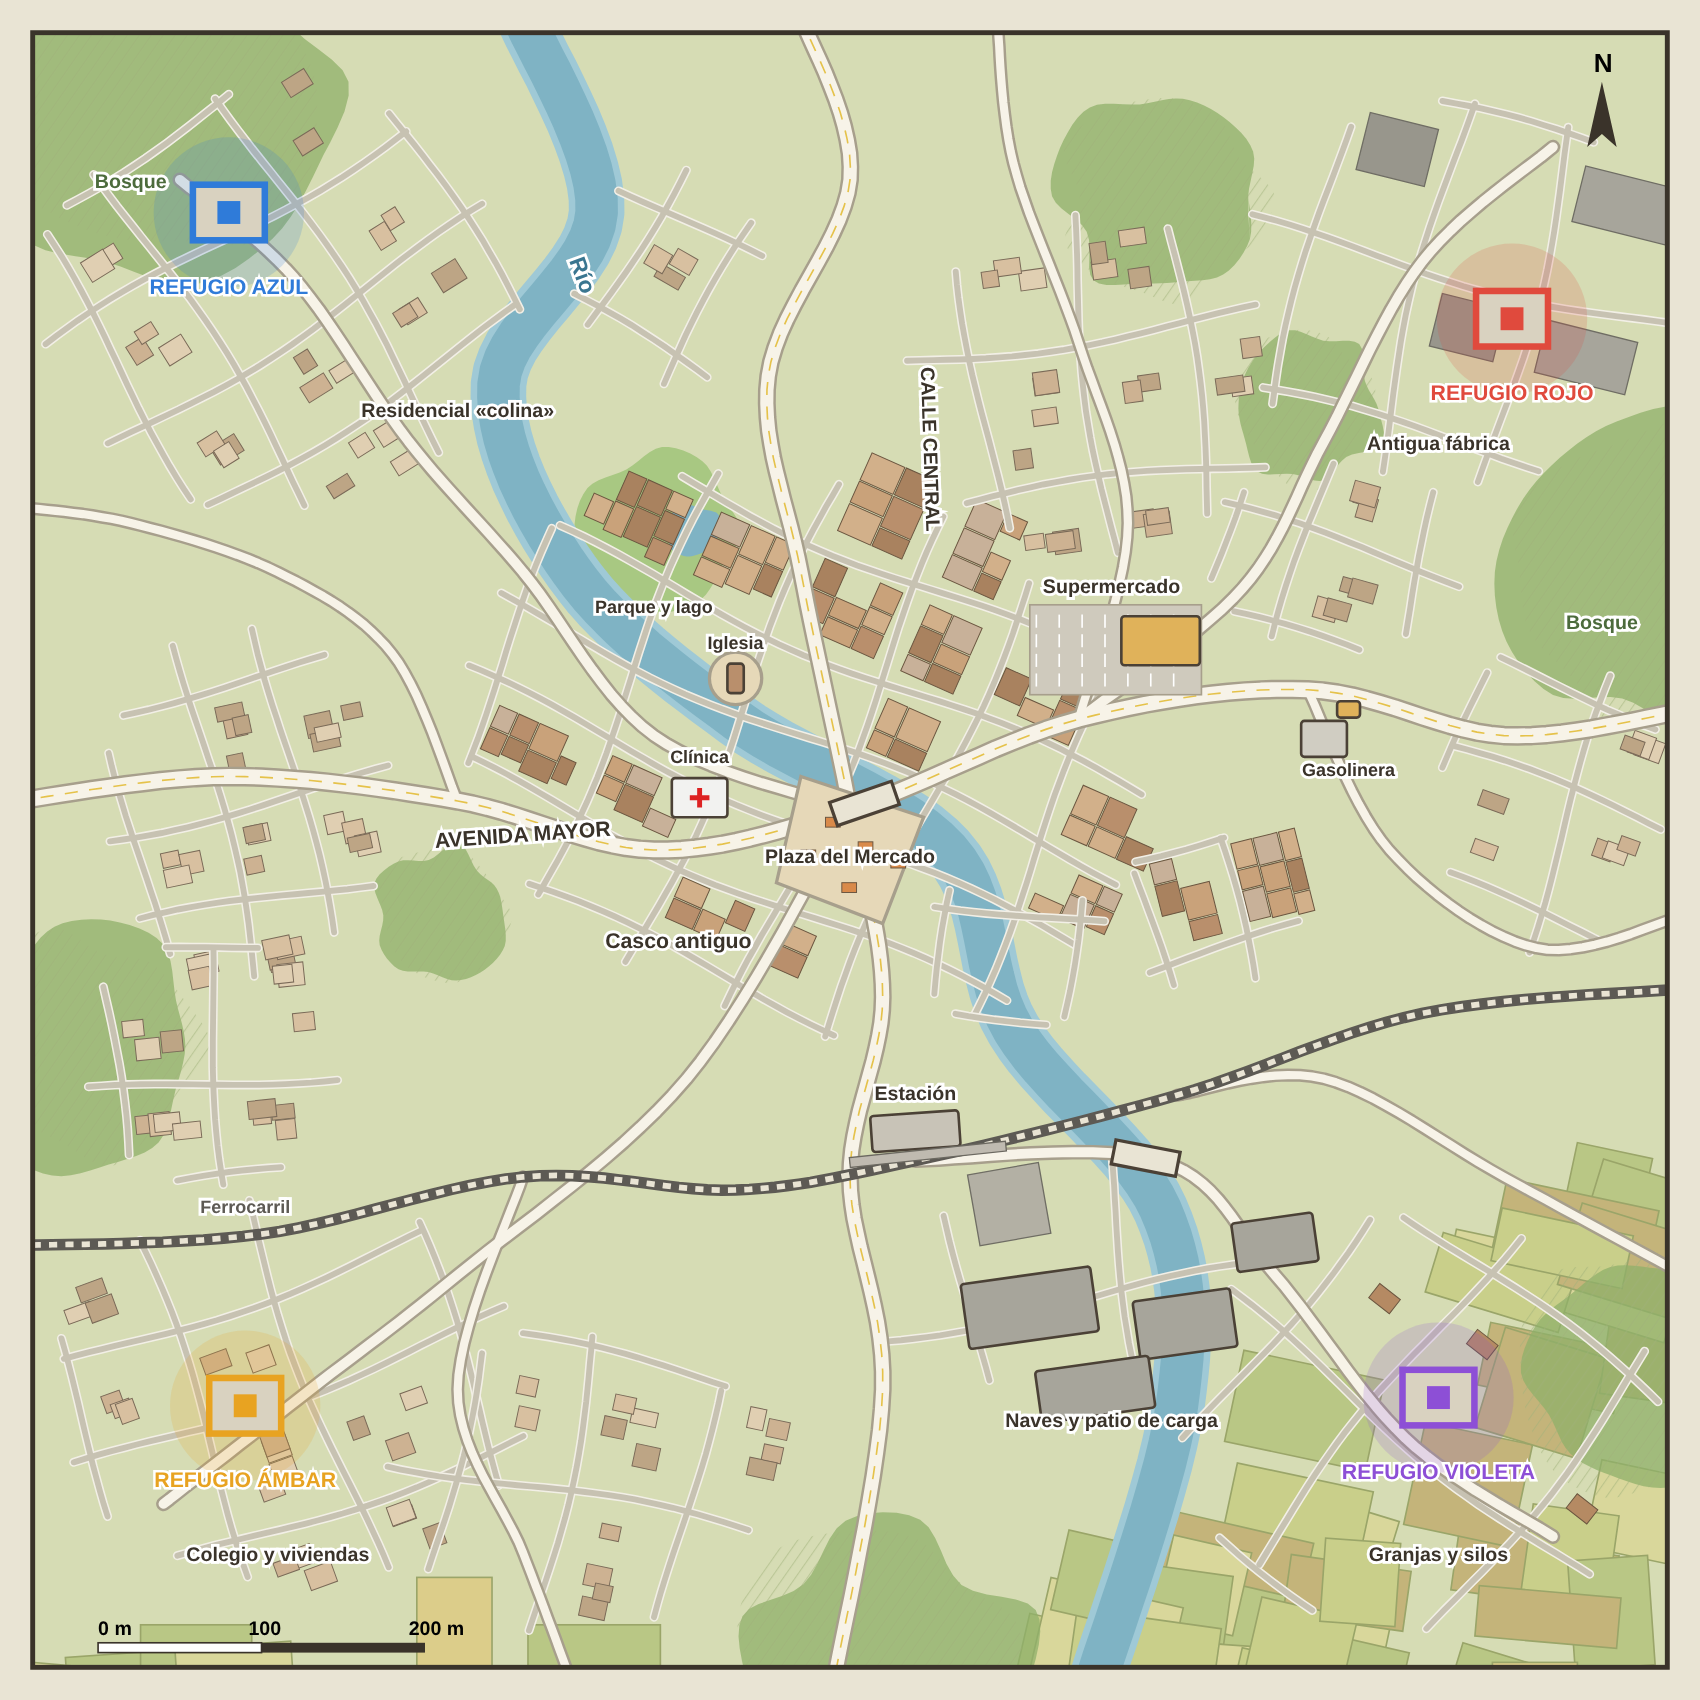 N
Bosque
REFUGIO AZUL
Río
CALLE CENTRAL
REFUGIO ROJO
Residencial «colina»
Antigua fábrica
Supermercado
Parque y lago
Bosque
Iglesia
Clínica
Gasolinera
AVENIDA MAYOR
Plaza del Mercado
Casco antiguo
Estación
Ferrocarril
Naves y patio de carga
REFUGIO VIOLETA
REFUGIO ÁMBAR
Colegio y viviendas
Granjas y silos
0 m 100 200 m